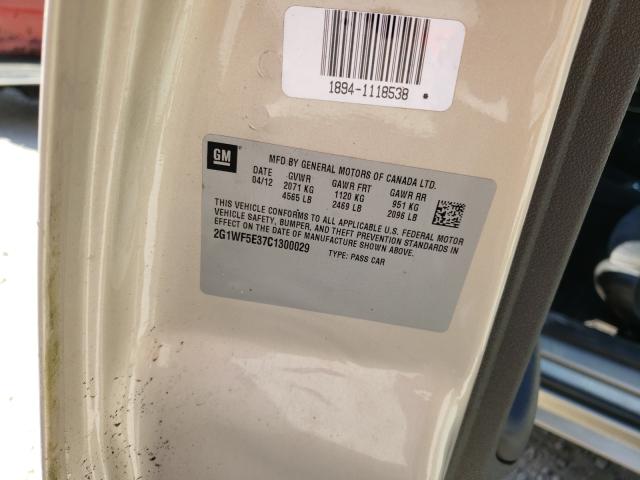 1894-1118538
GM
MFD BY GENERAL MOTORS OF CANADA LTD.
DATE GVWR GAWR FRT GAWR RR
04/12 2071 KG 1120 KG 951 KG
4565 LB 2469 LB 2096 LB
THIS VEHICLE CONFORMS TO ALL APPLICABLE U.S. FEDERAL MOTOR
VEHICLE SAFETY, BUMPER, AND THEFT PREVENTION STANDARDS IN
EFFECT ON THE DATE OF MANUFACTURE SHOWN ABOVE.
2G1WF5E37C1300029 TYPE: PASS CAR